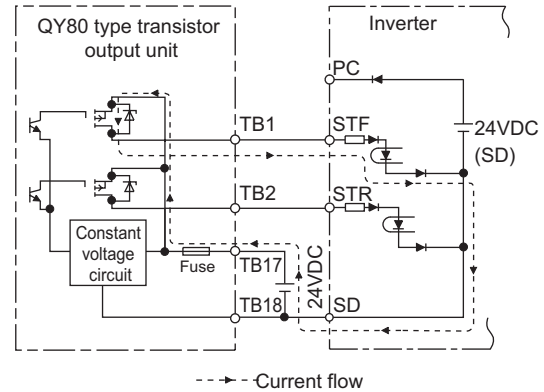 QY80 type transistor
output unit
Inverter
PC
TB1
STF
24VDC
(SD)
TB2
STR
Constant
voltage
circuit
Fuse
TB17
24VDC
TB18
SD
Current flow